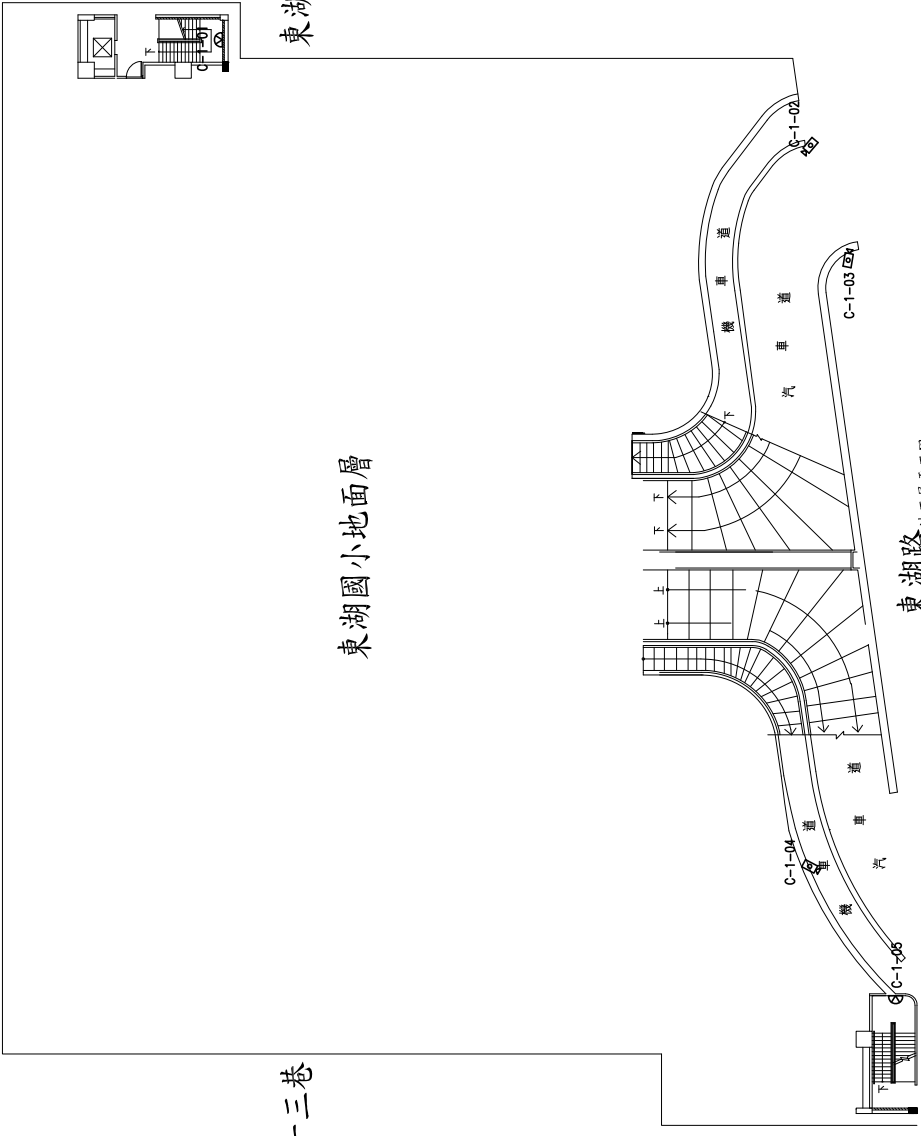 東湖
C-1-01
下
C-1-02
道
車
機
道
車
汽
C-1-03
下
下
下
東湖國小地面層
東湖路
上
上
道
車
汽
道
車
機
C-1-04
C-1-05
下
三巷